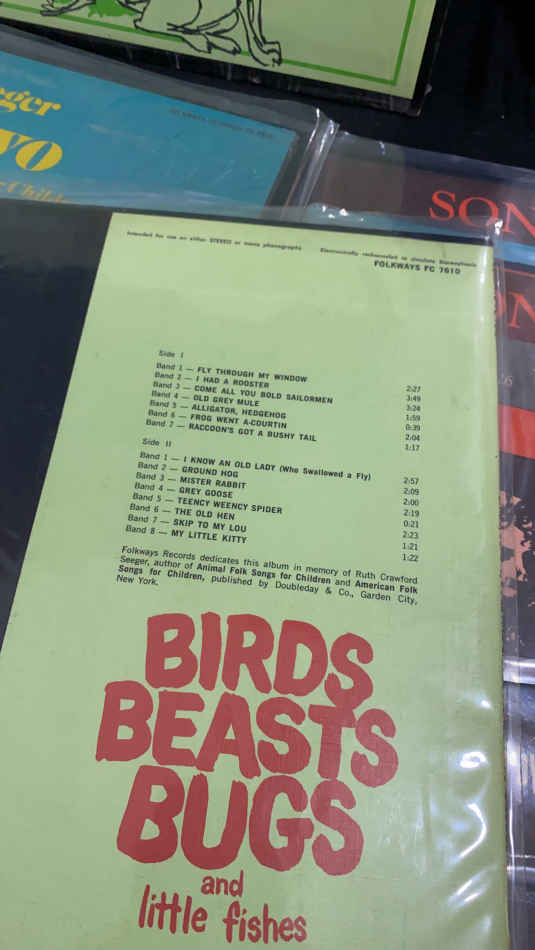 SON
Intended for use on either STEREO or mono phonographs
Electronically rechannelled to simulate Stereophonic
FOLKWAYS FC 7610
Side I
Band 1 — FLY THROUGH MY WINDOW 2:27
Band 2 — I HAD A ROOSTER 3:49
Band 3 — COME ALL YOU BOLD SAILORMEN 3:24
Band 4 — OLD GREY MULE 1:59
Band 5 — ALLIGATOR, HEDGEHOG 0:39
Band 6 — FROG WENT A-COURTIN 2:04
Band 7 — RACCOON'S GOT A BUSHY TAIL 1:17
Side II
Band 1 — I KNOW AN OLD LADY (Who Swallowed a Fly) 2:57
Band 2 — GROUND HOG 2:09
Band 3 — MISTER RABBIT 2:00
Band 4 — GREY GOOSE 2:19
Band 5 — TEENCY WEENCY SPIDER 0:21
Band 6 — THE OLD HEN 2:23
Band 7 — SKIP TO MY LOU 1:21
Band 8 — MY LITTLE KITTY 1:22
Folkways Records dedicates this album in memory of Ruth Crawford
Seeger, author of Animal Folk Songs for Children and American Folk
Songs for Children, published by Doubleday & Co., Garden City,
New York.
BIRDS
BEASTS
BUGS
and
little fishes